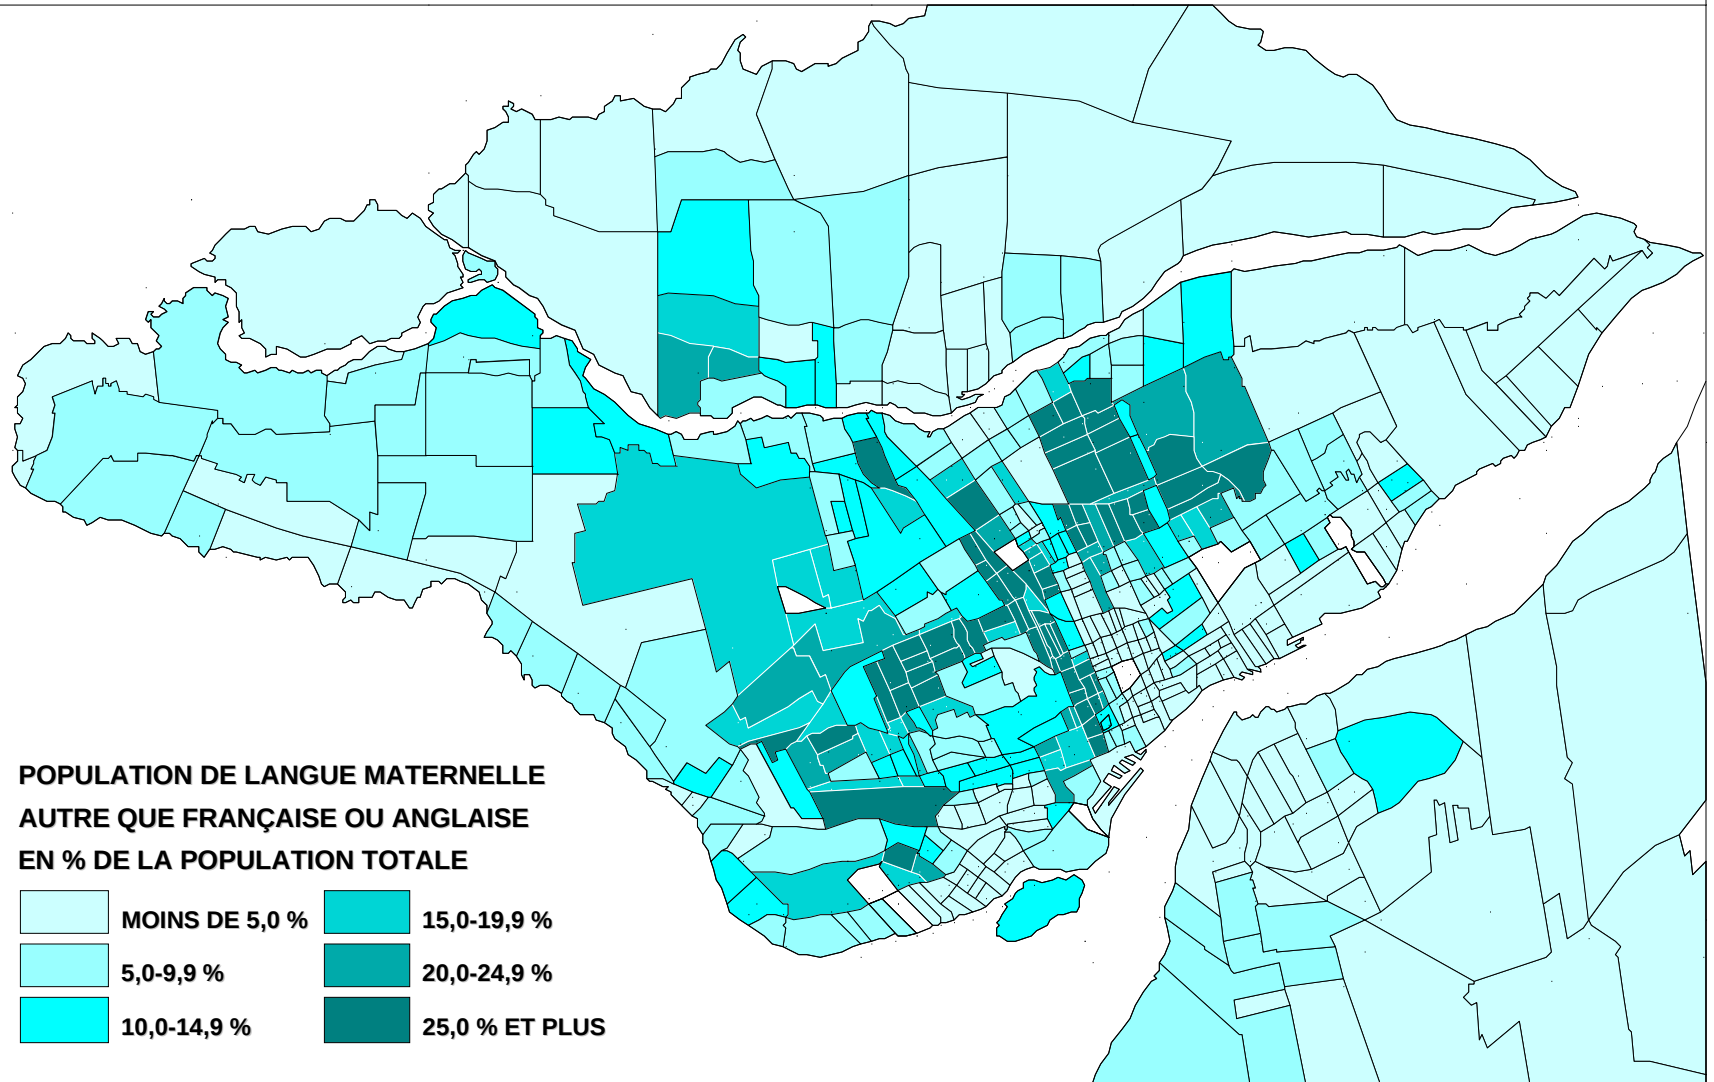 POPULATION DE LANGUE MATERNELLE
AUTRE QUE FRANÇAISE OU ANGLAISE
EN % DE LA POPULATION TOTALE
MOINS DE 5,0 %
5,0-9,9 %
10,0-14,9 %
15,0-19,9 %
20,0-24,9 %
25,0 % ET PLUS